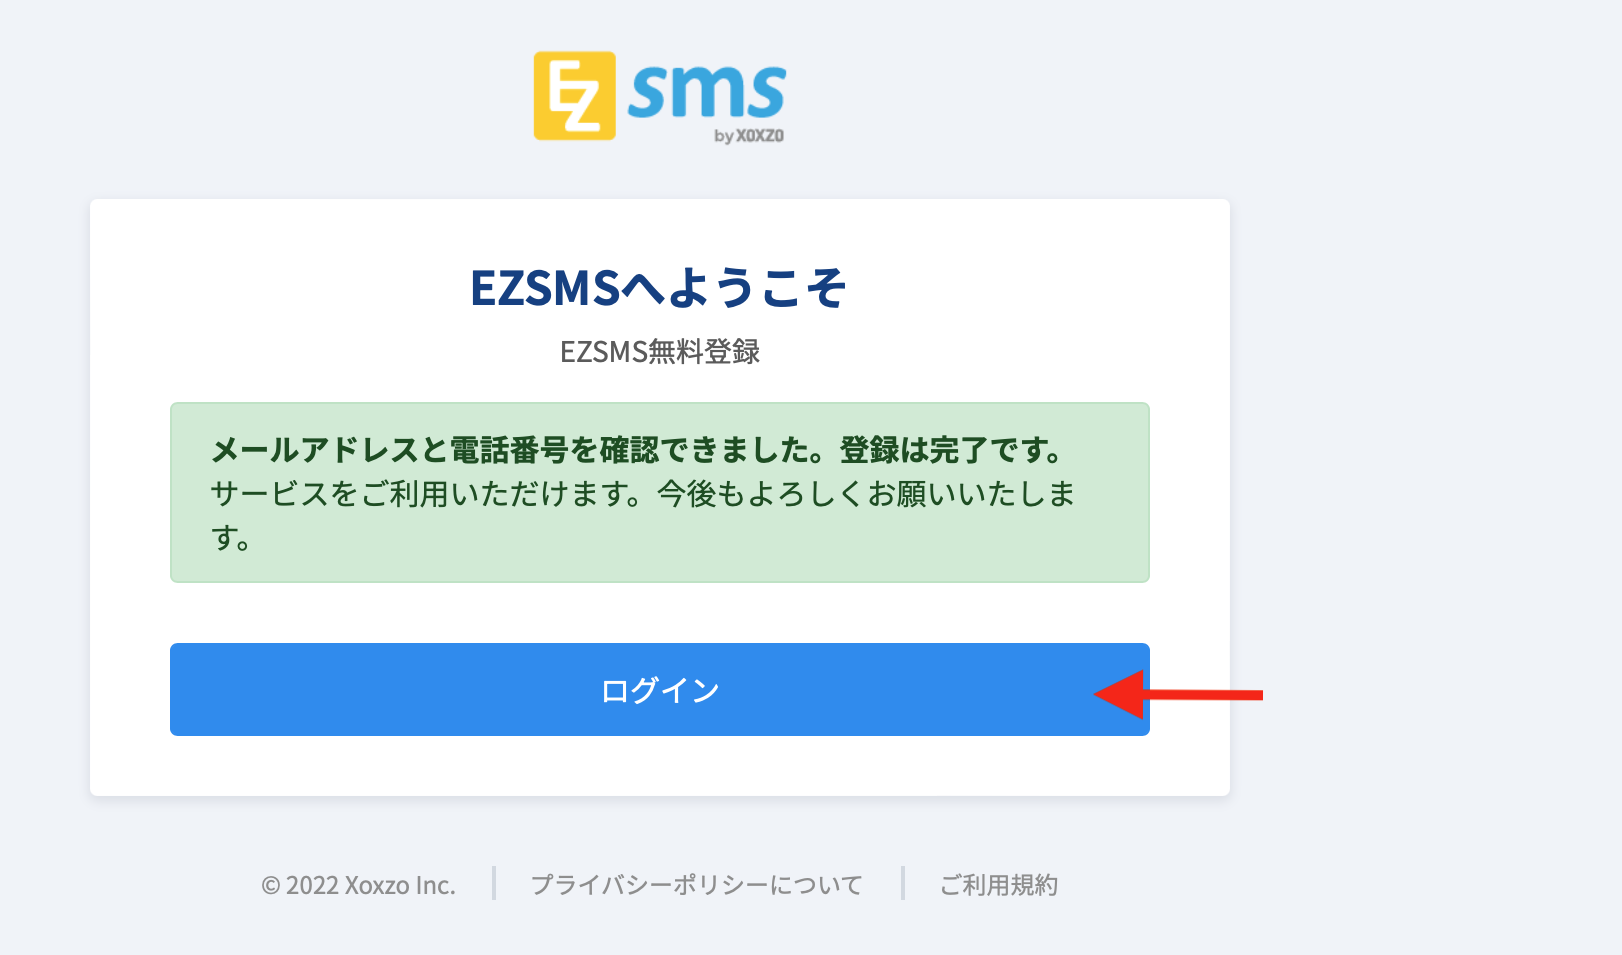 EZ sms
by XOXZO
EZSMSへようこそ
EZSMS無料登録
メールアドレスと電話番号を確認できました。登録は完了です。
サービスをご利用いただけます。今後もよろしくお願いいたしま
す。
ログイン
© 2022 Xoxzo Inc. プライバシーポリシーについて ご利用規約